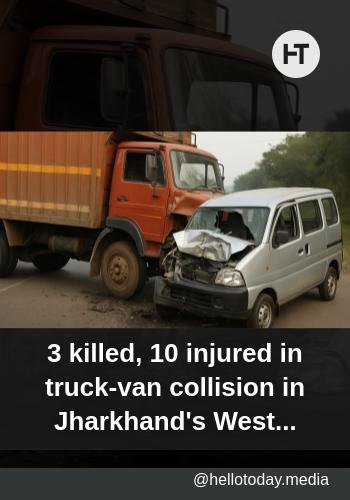 HT
3 killed, 10 injured in
truck-van collision in
Jharkhand's West...
@hellotoday.media